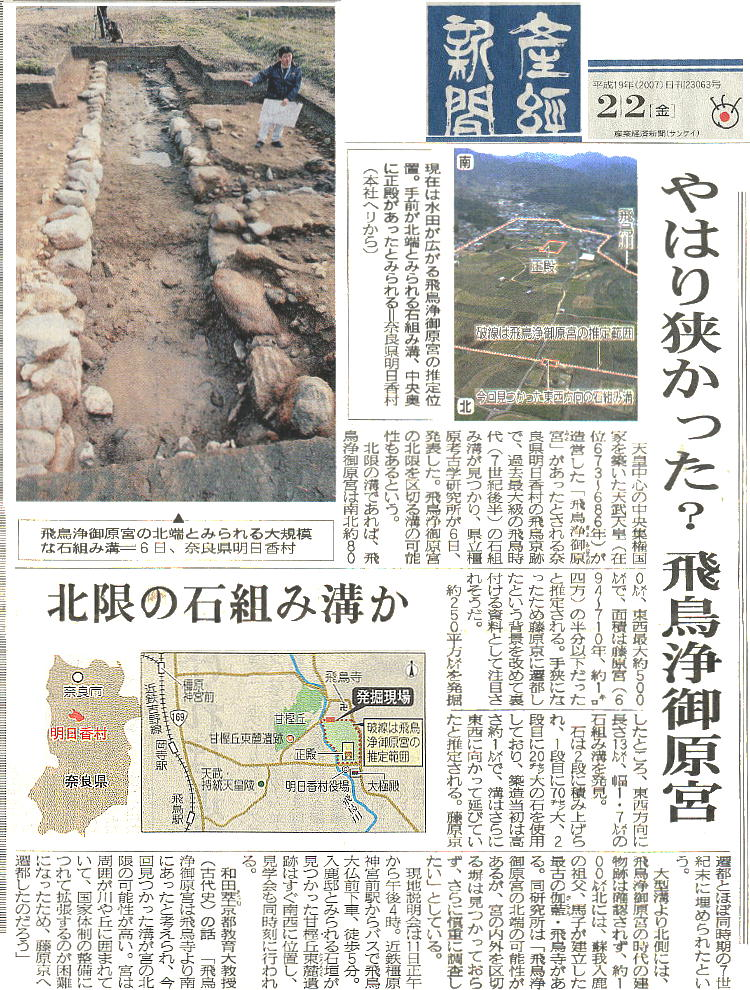 産經
新聞
平成19年(2007)日刊23063号
22[金]
産業経済新聞(サンケイ)
やはり狭かった?飛鳥浄御原宮
南
飛鳥川
正殿
破線は飛鳥浄御原宮の推定範囲
今回見つかった東西方向の石組み溝
北
現在は水田が広がる飛鳥浄御原宮の推定位
置。手前が北端とみられる石組み溝、中央奥
に正殿があったとみられる=奈良県明日香村
(本社ヘリから)
▲
飛鳥浄御原宮の北端とみられる大規模
な石組み溝=6日、奈良県明日香村
天皇中心の中央集権国
家を築いた天武天皇(在
位673〜686年)が
造営した「飛鳥浄御原
宮」があったとされる奈
良県明日香村の飛鳥京跡
で、過去最大級の飛鳥時
代(7世紀後半)の石組
み溝が見つかり、県立橿
原考古学研究所が6日、
発表した。飛鳥浄御原宮
の北限を区切る溝の可能
性もあるという。
北限の溝であれば、飛
鳥浄御原宮は南北約80
0㍍、東西最大約500
㍍で、面積は藤原宮(6
94〜710年、約1㌔
四方)の半分以下だった
と推定される。手狭にな
ったため藤原京に遷都し
たという背景を改めて裏
付ける資料として注目さ
れそうだ。
約250平方㍍を発掘
したところ、東西方向に
長さ13㍍、幅1・7㍍の
石組み溝を発見。
石は2段に積み上げら
れ、1段目に70㌢大、2
段目に20㌢大の石を使用
しており、築造当初は高
さ約1㍍で、溝はさらに
東西に向かって延びてい
たと推定される。藤原京
遷都とほぼ同時期の7世
紀末に埋められたとい
う。
大型溝より北側には、
飛鳥浄御原宮の時代の建
物跡は確認されず、約1
00㍍北には、蘇我入鹿
の祖父、馬子が建立した
最古の伽藍・飛鳥寺があ
る。同研究所は「飛鳥浄
御原宮の北端の可能性が
あるが、宮の内外を区切
る塀は見つかっておら
ず、さらに慎重に調査し
たい」としている。
現地説明会は11日正午
から午後4時。近鉄橿原
神宮前駅からバスで飛鳥
大仏前下車、徒歩5分。
入鹿邸とみられる石垣が
見つかった甘樫丘東麓遺
跡はすぐ南西に位置し、
見学会も同時刻に行われ
る。
和田萃京都教育大教授
(古代史)の話 「飛鳥
浄御原宮は飛鳥寺より南
にあったと考えられ、今
回見つかった溝が宮の北
限の可能性が高い。宮は
周囲が川や丘に囲まれて
いて、国家体制の整備に
つれて拡張するのが困難
になったため、藤原京へ
遷都したのだろう」
北限の石組み溝か
奈良市
明日香村
奈良県
橿原
神宮前
近鉄吉野線
169
岡寺駅
飛鳥駅
甘樫丘
甘樫丘東麓遺跡
天武
持統天皇陵
飛鳥寺
発掘現場
正殿
破線は飛鳥
浄御原宮の
推定範囲
明日香村役場
大極殿
飛鳥川